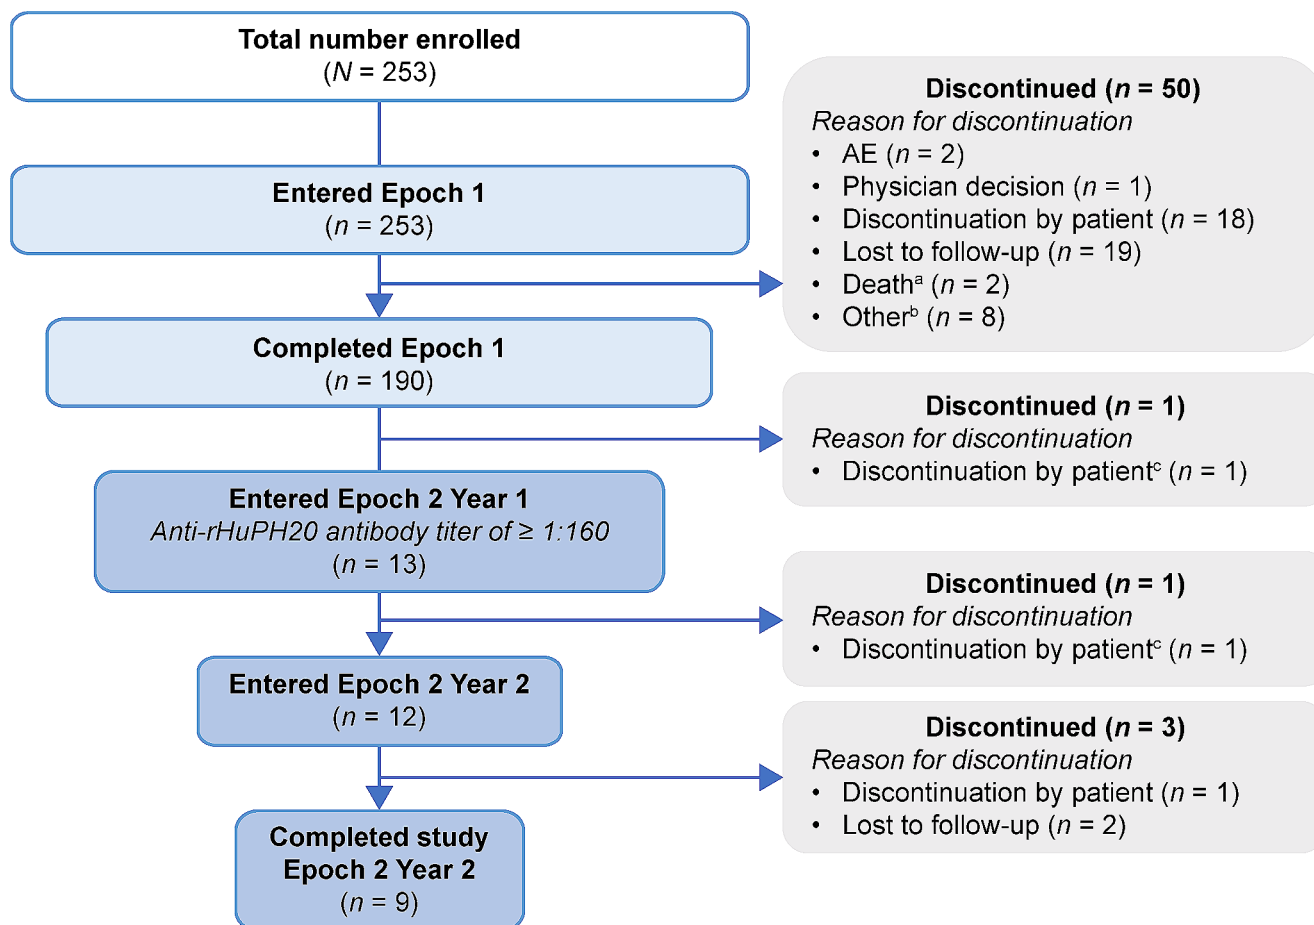 Total number enrolled
(N = 253)
Entered Epoch 1
(n = 253)
Discontinued (n = 50)
Reason for discontinuation
• AE (n = 2)
• Physician decision (n = 1)
• Discontinuation by patient (n = 18)
• Lost to follow-up (n = 19)
• Deathᵃ (n = 2)
• Otherᵇ (n = 8)
Completed Epoch 1
(n = 190)
Discontinued (n = 1)
Reason for discontinuation
• Discontinuation by patientᶜ (n = 1)
Entered Epoch 2 Year 1
Anti-rHuPH20 antibody titer of ≥ 1:160
(n = 13)
Discontinued (n = 1)
Reason for discontinuation
• Discontinuation by patientᶜ (n = 1)
Entered Epoch 2 Year 2
(n = 12)
Discontinued (n = 3)
Reason for discontinuation
• Discontinuation by patient (n = 1)
• Lost to follow-up (n = 2)
Completed study
Epoch 2 Year 2
(n = 9)